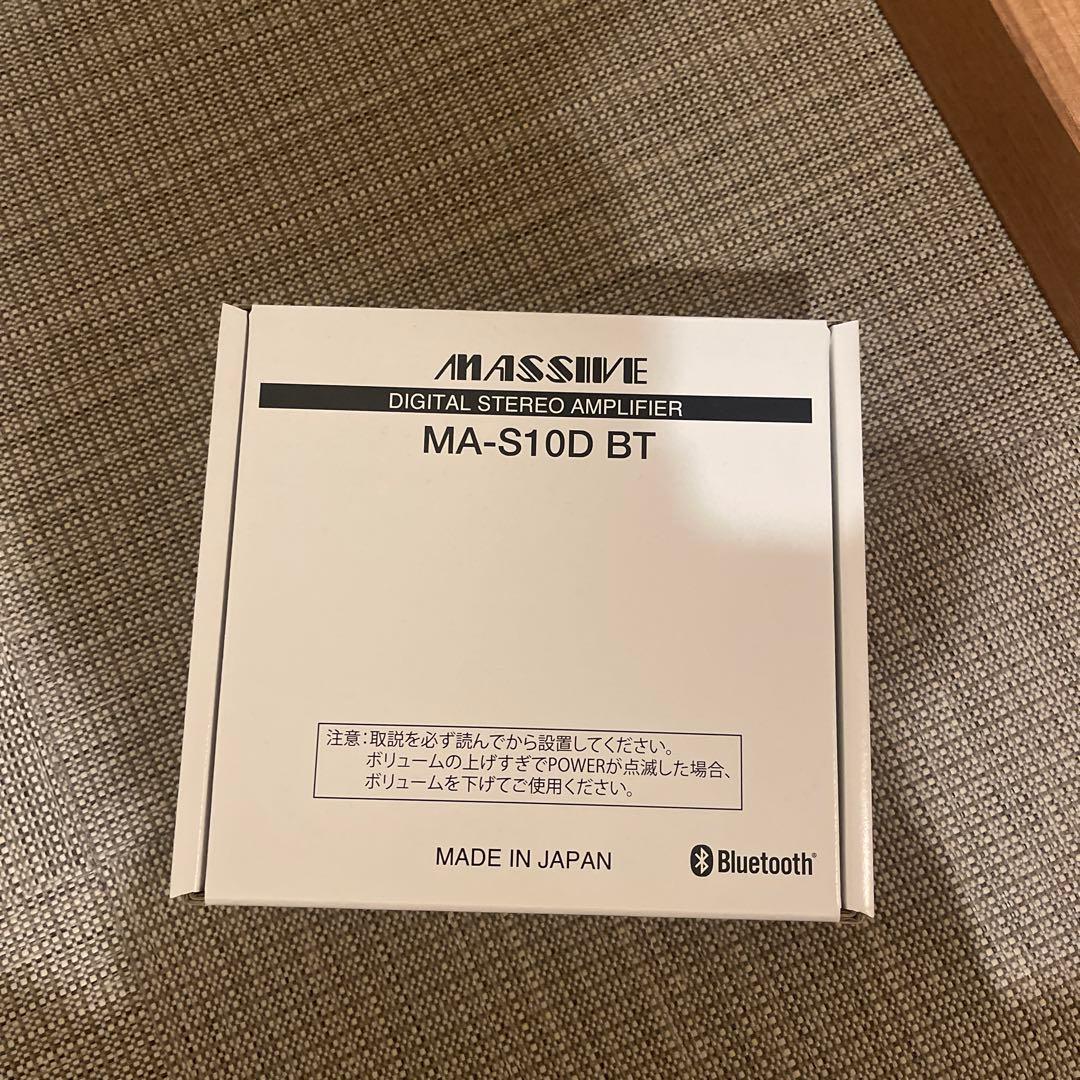 MASSIIVE
DIGITAL STEREO AMPLIFIER
MA-S10D BT
注意:取説を必ず読んでから設置してください。
ボリュームの上げすぎでPOWERが点滅した場合、
ボリュームを下げてご使用ください。
MADE IN JAPAN
Bluetooth®